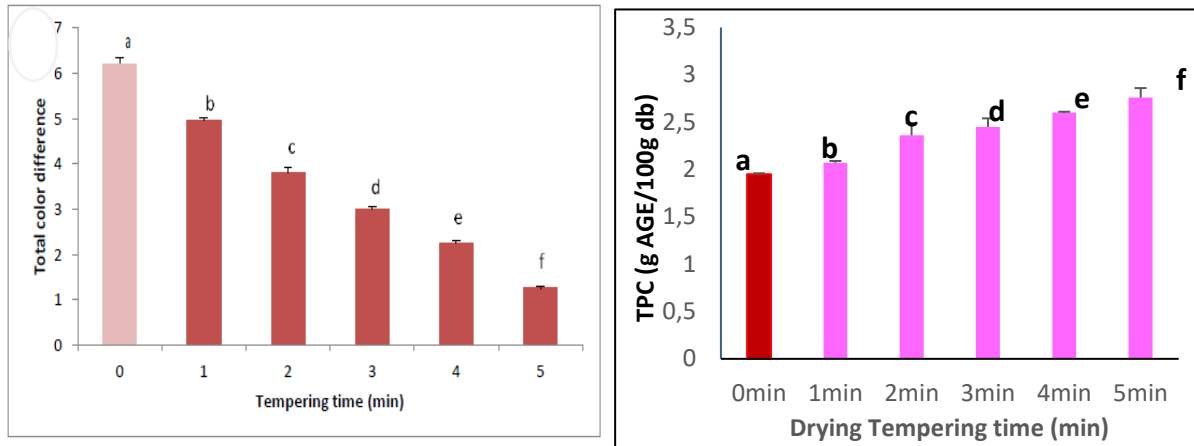 Total color difference
7
6
5
4
3
2
1
0
a
b
c
d
e
f
0 1 2 3 4 5
Tempering time (min)
TPC (g AGE/100g db)
3,5
3
2,5
2
1,5
1
0,5
0
a
b
c
d
e
f
0min 1min 2min 3min 4min 5min
Drying Tempering time (min)